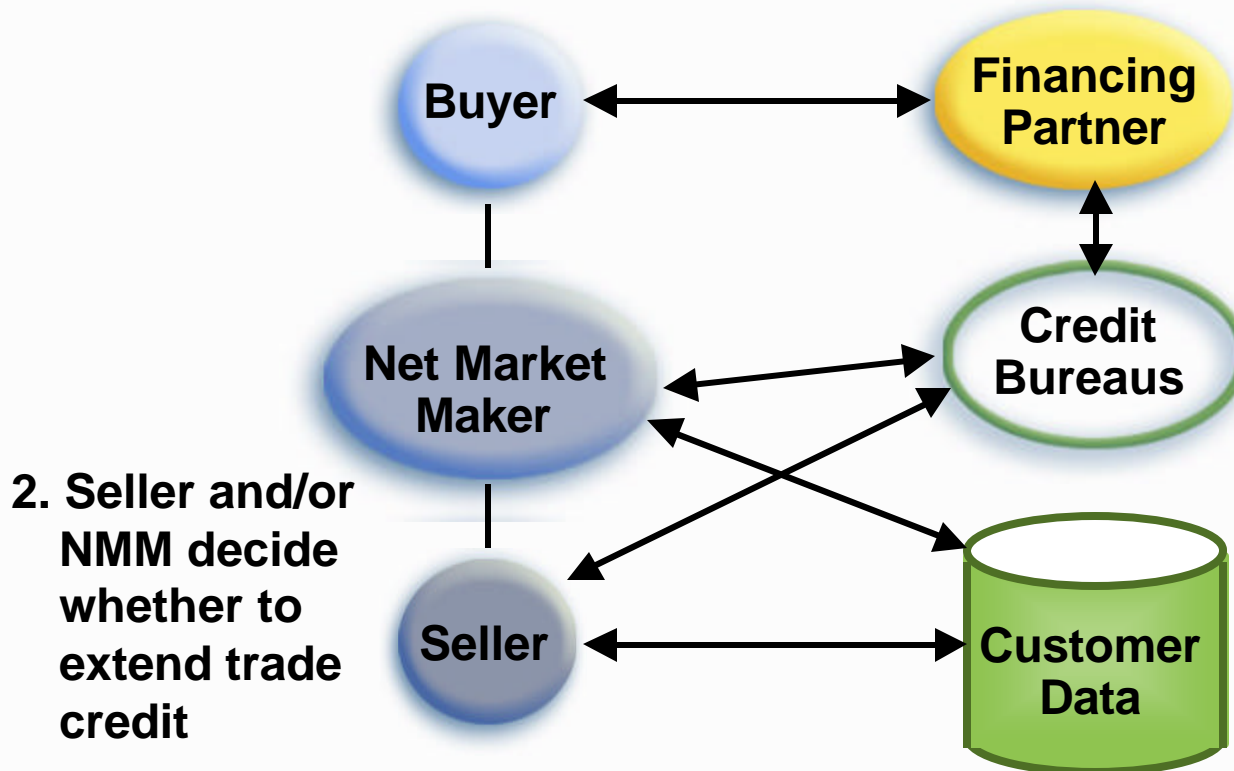 Buyer
Financing
Partner
Net Market
Maker
Credit
Bureaus
2. Seller and/or
NMM decide
whether to
extend trade
credit
Seller
Customer
Data